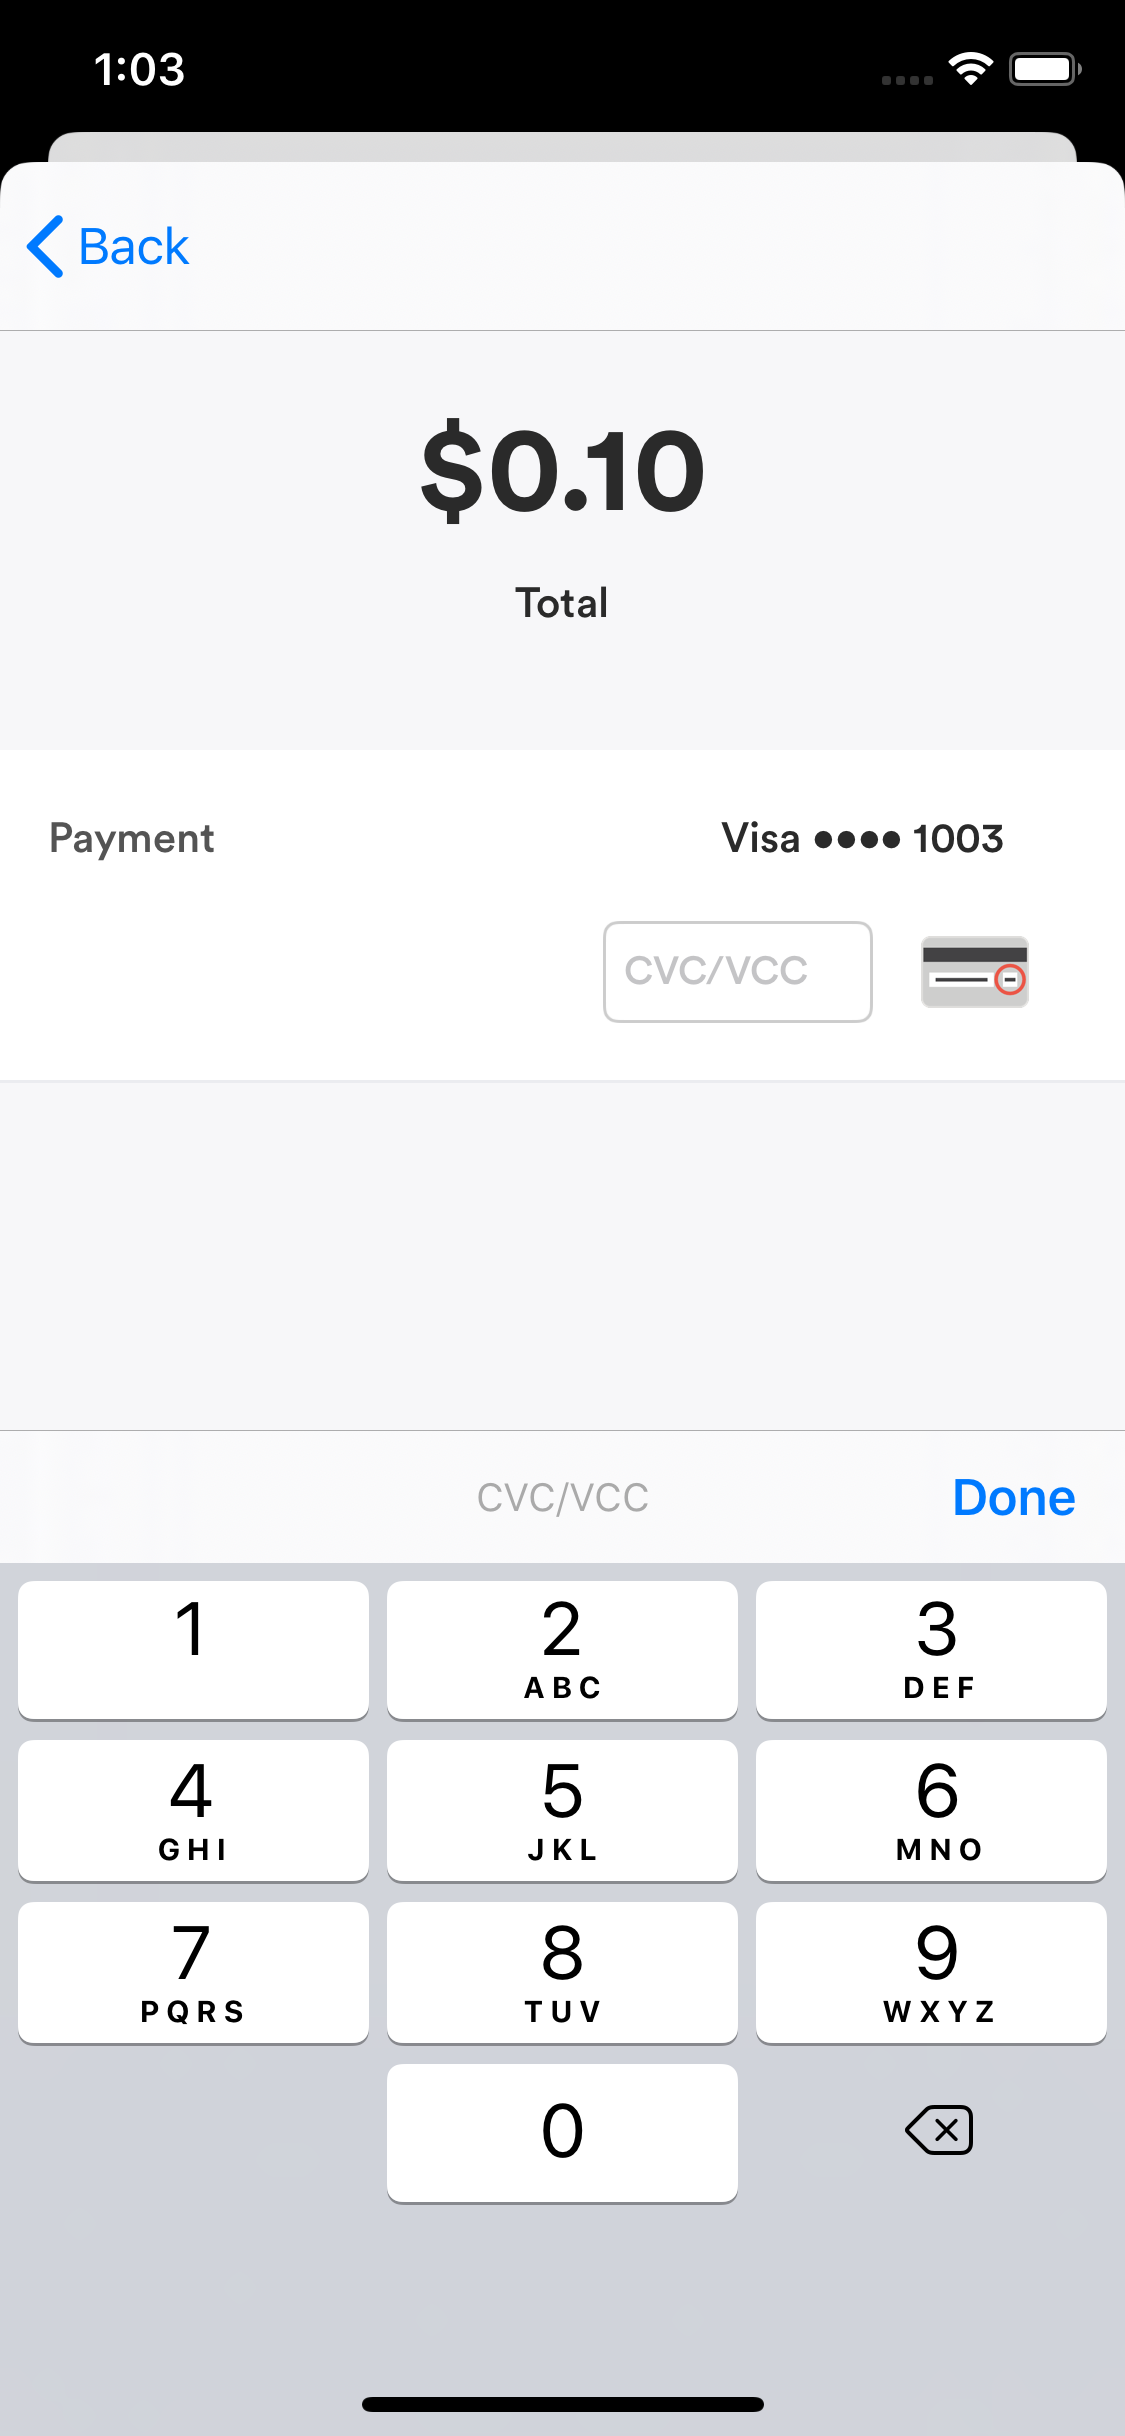 1:03
Back
$0.10
Total
Payment
Visa •••• 1003
CVC/VCC
CVC/VCC
Done
1
2
ABC
3
DEF
4
GHI
5
JKL
6
MNO
7
PQRS
8
TUV
9
WXYZ
0